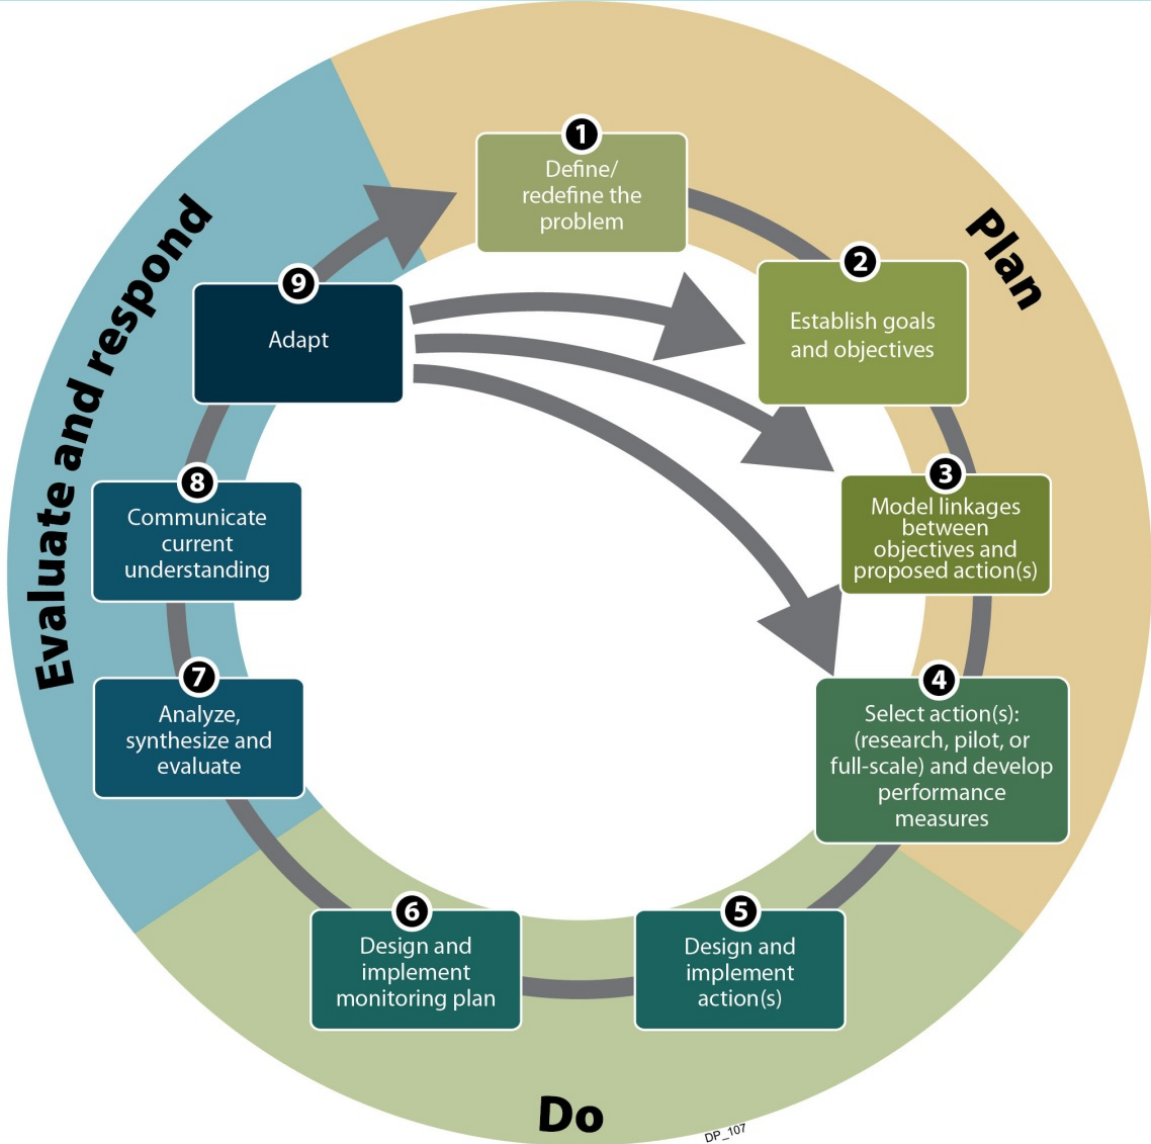 Plan
1
Define/
redefine the
problem
2
Establish goals
and objectives
3
Model linkages
between
objectives and
proposed action(s)
4
Select action(s):
(research, pilot, or
full-scale) and develop
performance
measures
Do
5
Design and
implement
action(s)
6
Design and
implement
monitoring plan
Evaluate and respond
7
Analyze,
synthesize and
evaluate
8
Communicate
current
understanding
9
Adapt
DP_107